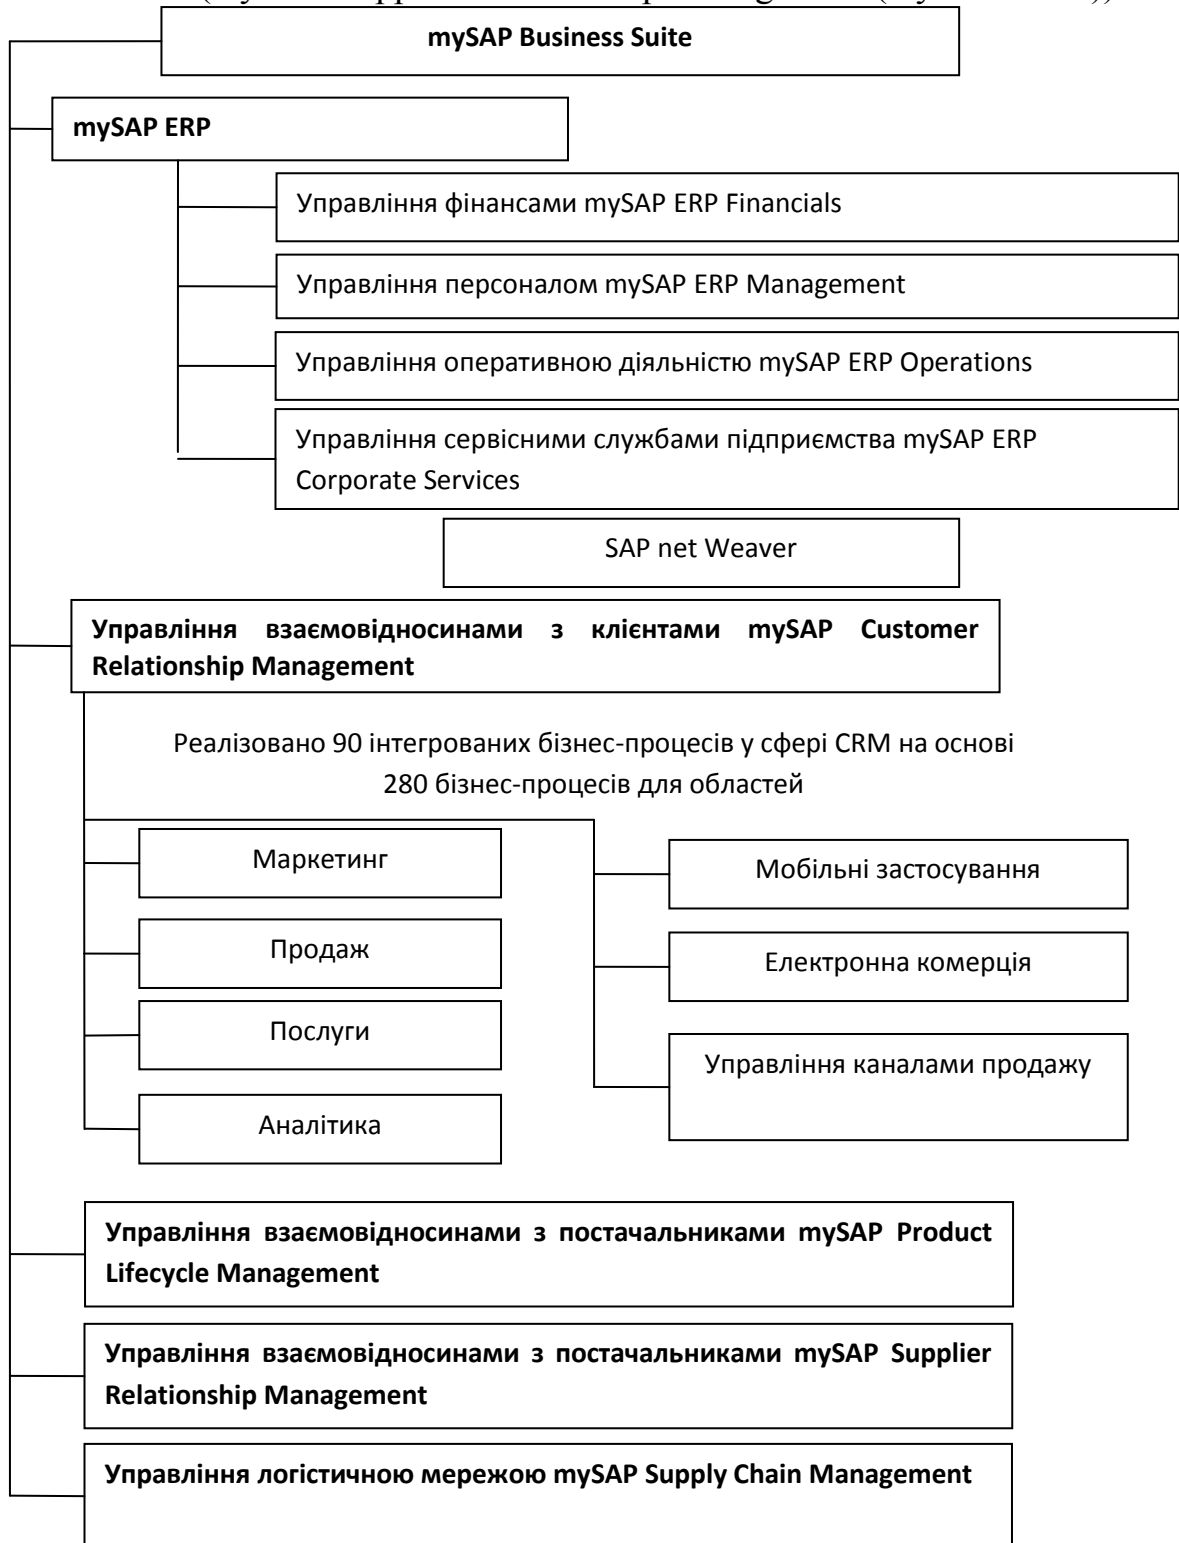 mySAP Business Suite
mySAP ERP
Управління фінансами mySAP ERP Financials
Управління персоналом mySAP ERP Management
Управління оперативною діяльністю mySAP ERP Operations
Управління сервісними службами підприємства mySAP ERP
Corporate Services
SAP net Weaver
Управління взаємовідносинами з клієнтами mySAP Customer
Relationship Management
Реалізовано 90 інтегрованих бізнес-процесів у сфері CRM на основі
280 бізнес-процесів для областей
Маркетинг
Продаж
Послуги
Аналітика
Мобільні застосування
Електронна комерція
Управління каналами продажу
Управління взаємовідносинами з постачальниками mySAP Product
Lifecycle Management
Управління взаємовідносинами з постачальниками mySAP Supplier
Relationship Management
Управління логістичною мережою mySAP Supply Chain Management